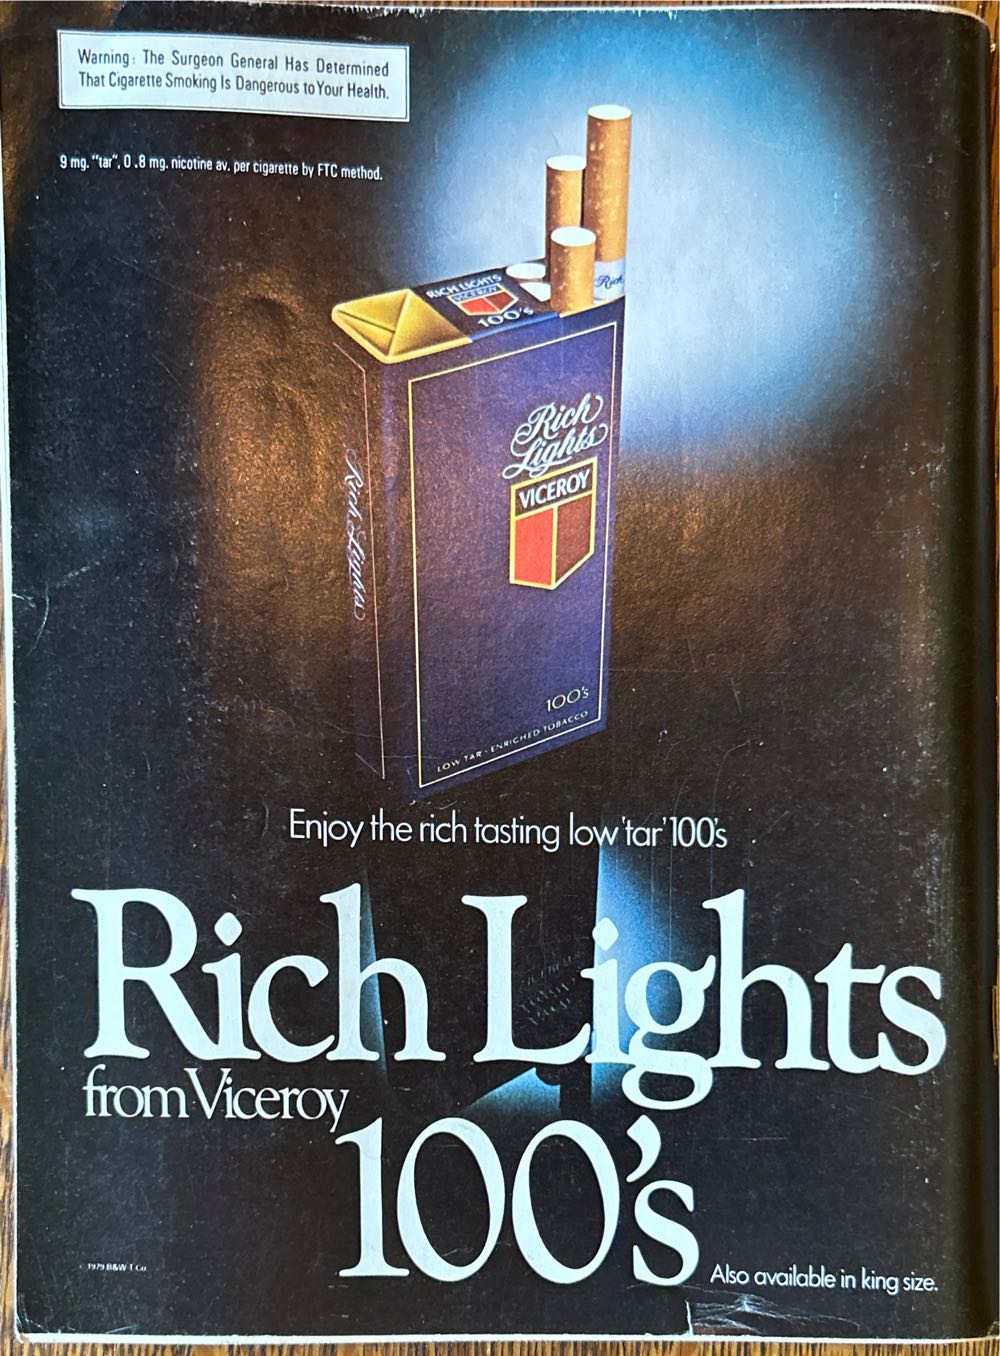 Warning: The Surgeon General Has Determined
That Cigarette Smoking Is Dangerous to Your Health.
9 mg. "tar", 0.8 mg. nicotine av. per cigarette by FTC method.
Rich
RICH LIGHTS
VICEROY
100's
Rich
Lights
VICEROY
Rich Lights
100's
LOW TAR · ENRICHED TOBACCO
Enjoy the rich tasting low 'tar' 100's
Rich Lights
from Viceroy
100's
© 1979 B&W T Co.
Also available in king size.